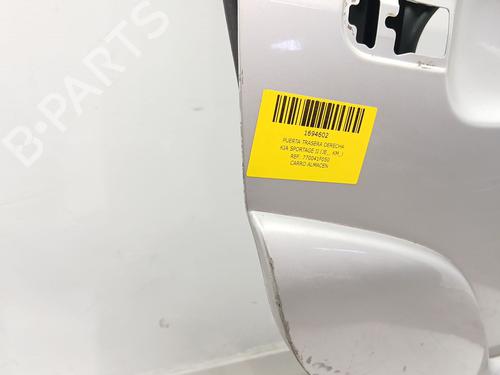 B-PARTS
1694602
PUERTA TRASERA DERECHA
KIA SPORTAGE II (JE_, KM_)
REF: 770041F050
CARRO ALMACEN